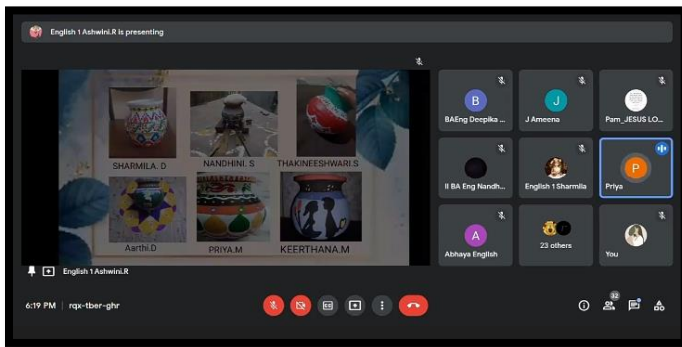 English 1 Ashwini.R is presenting
SHARMILA. D
NANDHINI. S
THAKINEESHWARI.S
Aarthi.D
PRIYA.M
KEERTHANA.M
English 1 Ashwini.R
B
BAEng Deepika ...
J
J Ameena
Pam_JESUS LO...
II BA Eng Nandh...
English 1 Sharmila
P
Priya
A
Abhaya English
23 others
You
6:19 PM | rqx-tber-ghr
32